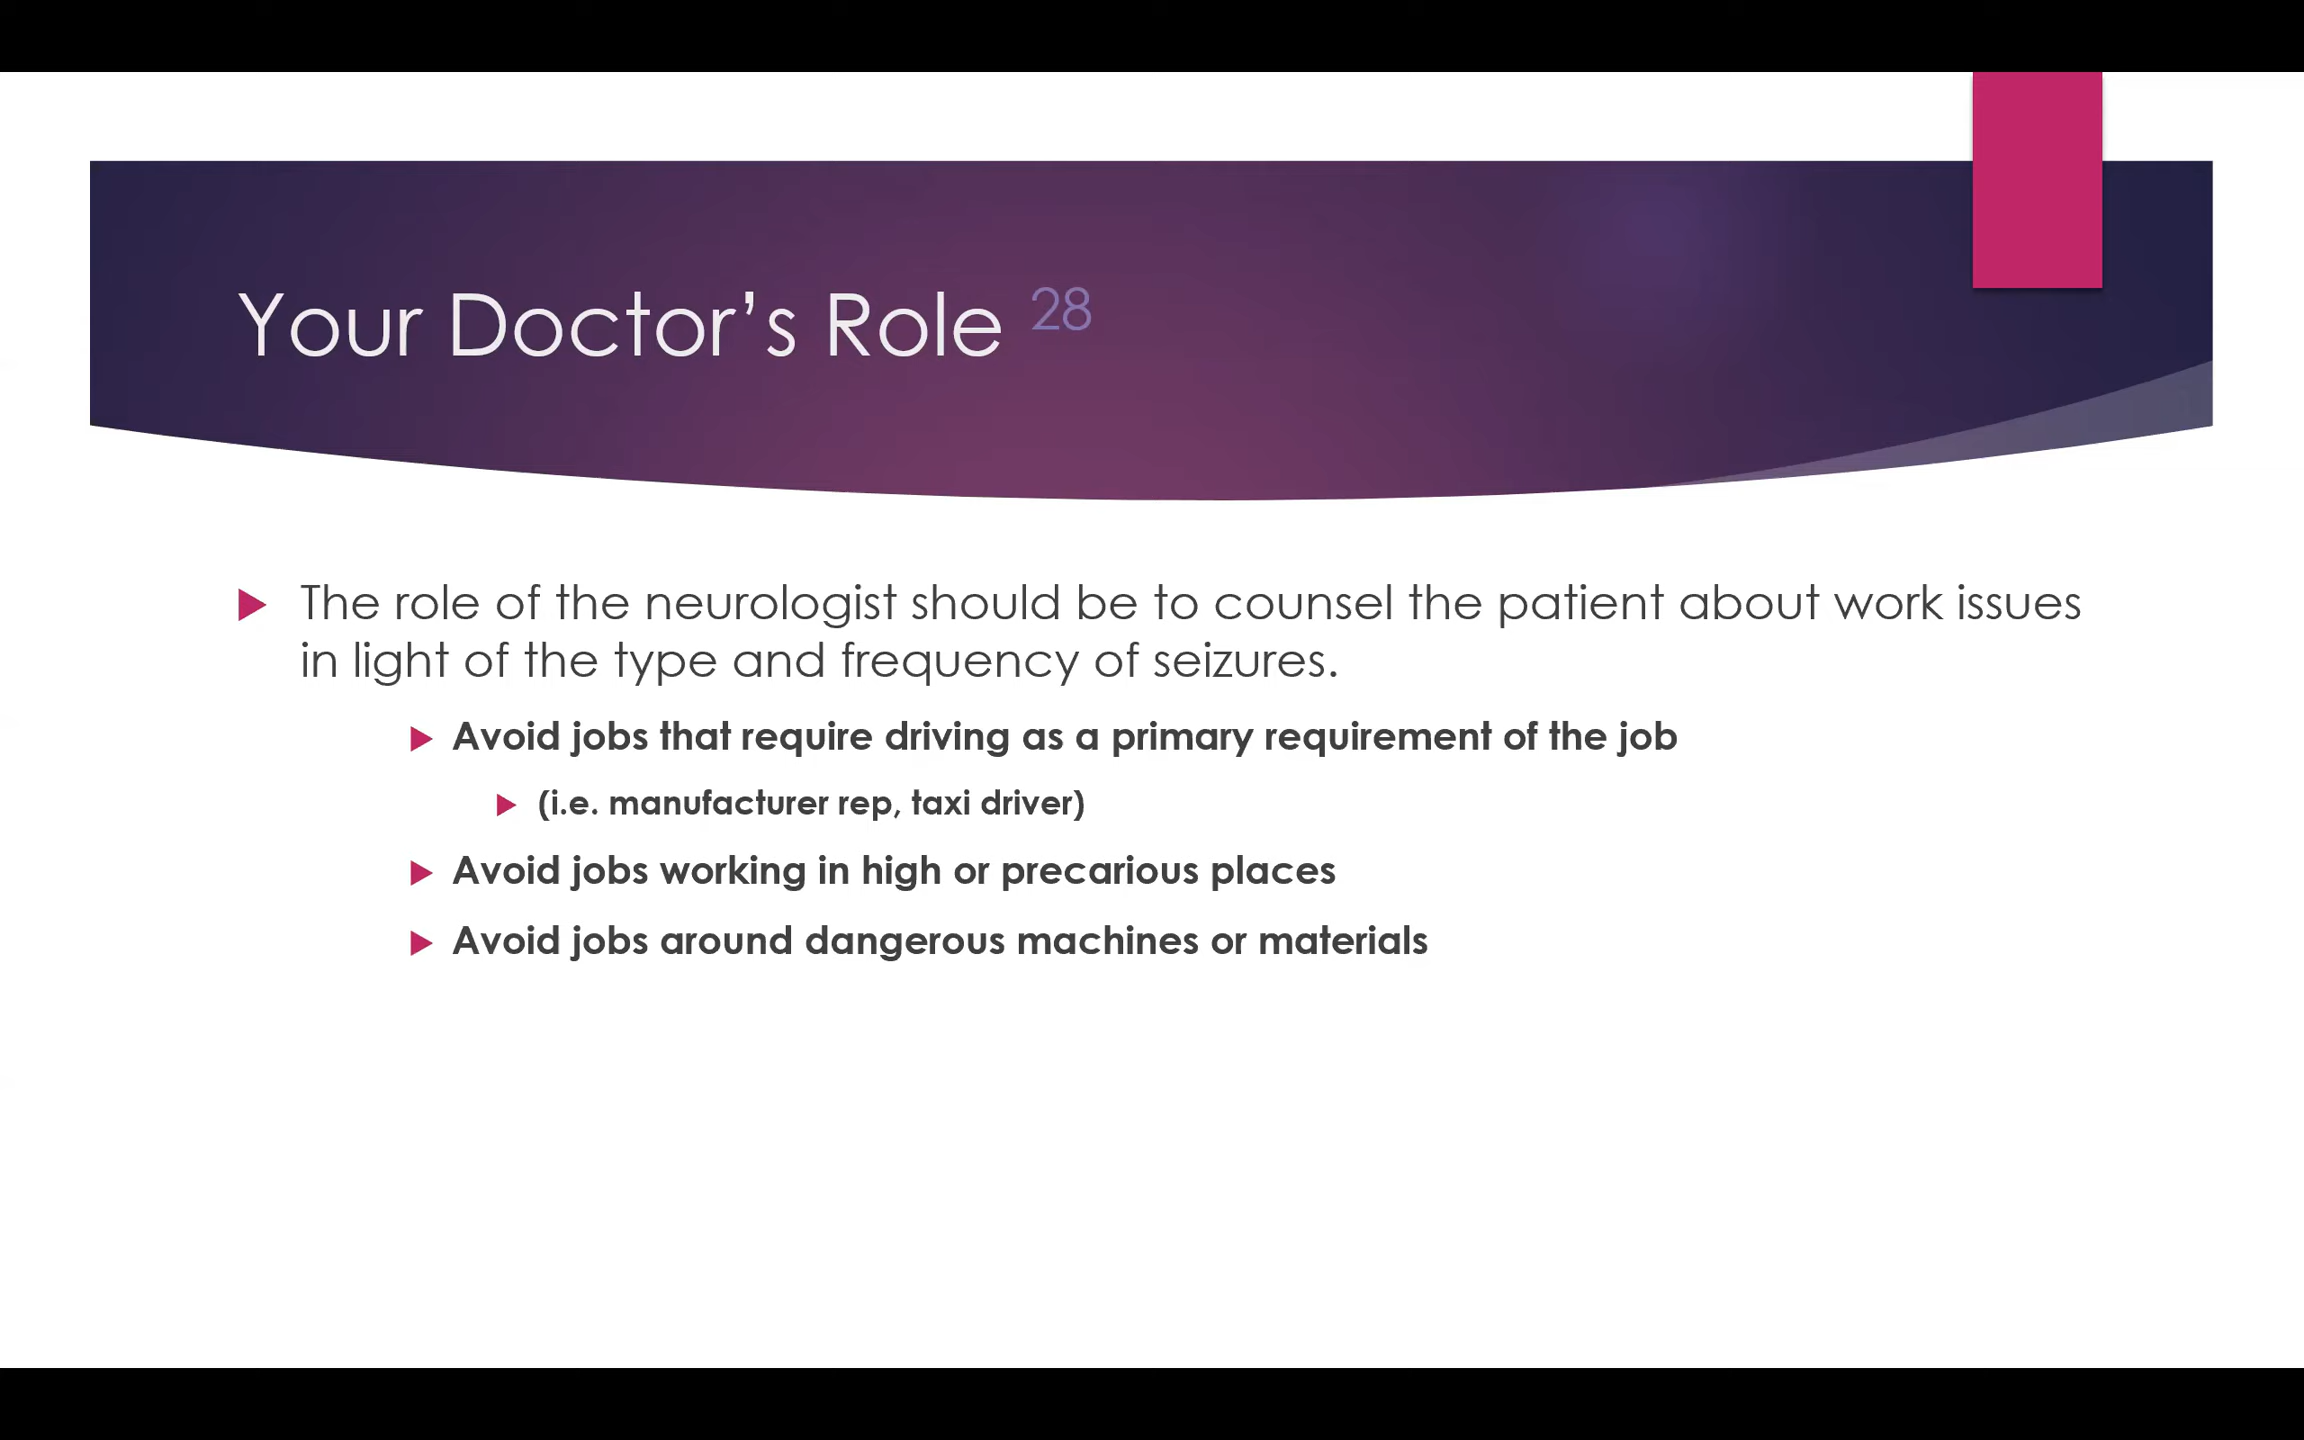 Your Doctor’s Role 28
The role of the neurologist should be to counsel the patient about work issues
in light of the type and frequency of seizures.
Avoid jobs that require driving as a primary requirement of the job
(i.e. manufacturer rep, taxi driver)
Avoid jobs working in high or precarious places
Avoid jobs around dangerous machines or materials